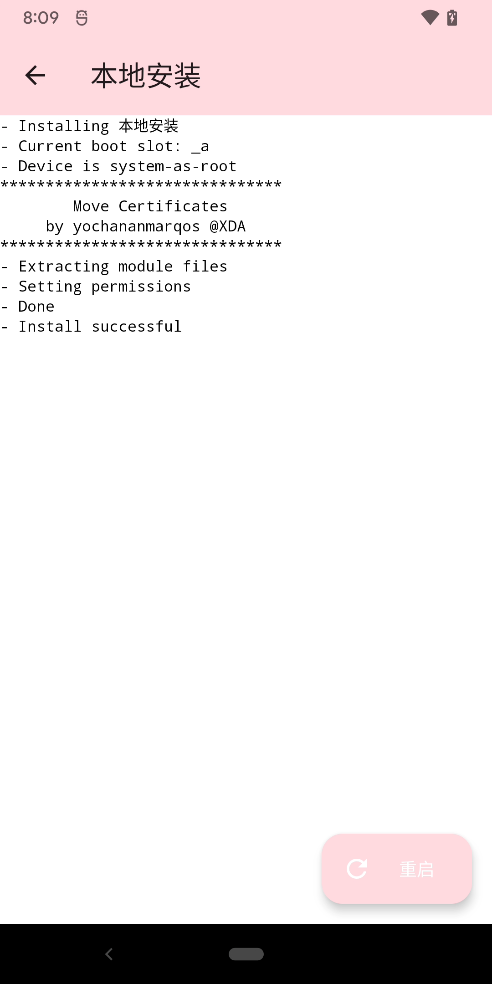 8:09
本地安装
- Installing 本地安装
- Current boot slot: _a
- Device is system-as-root
*******************************
Move Certificates
by yochananmarqos @XDA
*******************************
- Extracting module files
- Setting permissions
- Done
- Install successful
重启